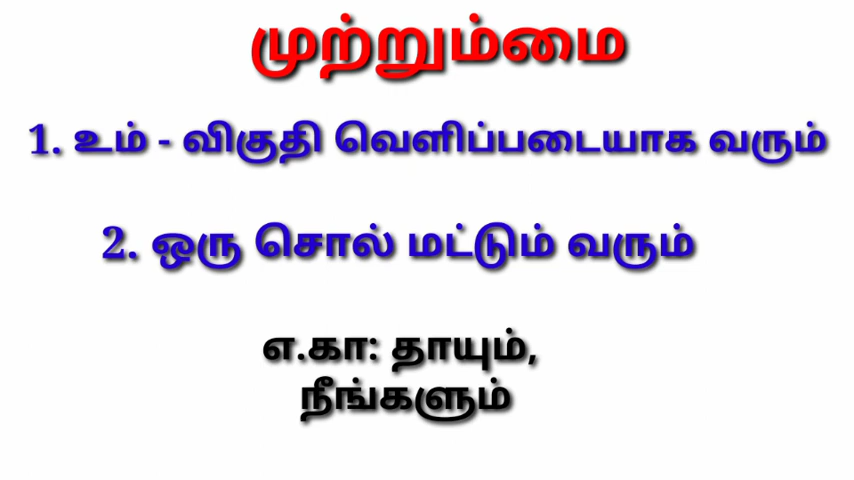 முற்றும்மை
1. உம் - விகுதி வெளிப்படையாக வரும்
2. ஒரு சொல் மட்டும் வரும்
எ.கா: தாயும்,
நீங்களும்